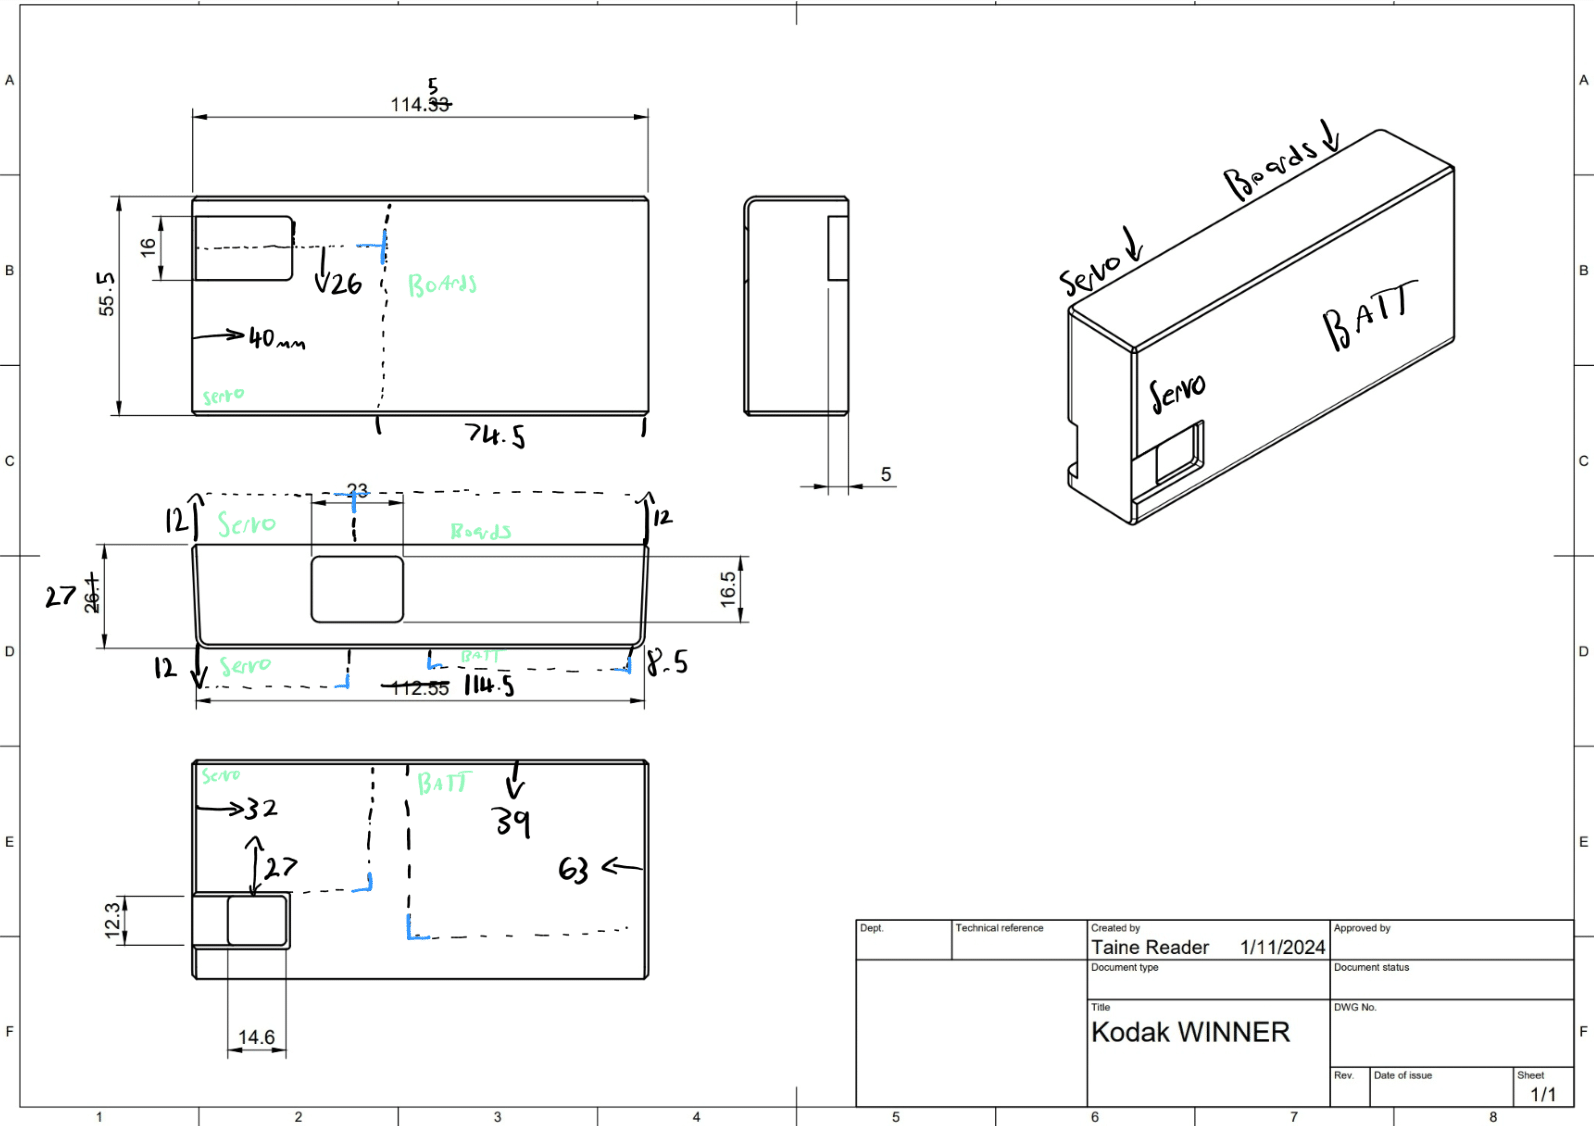 A
A
5
114.33
16
26
Boards
B
B
55.5
40mm
Servo
74.5
Boards
Servo
BATT
Servo
C
C
5
23
12
Servo
Boards
12
27
26.1
16.5
D
D
12
Servo
BATT
8.5
112.55
114.5
Servo
BATT
32
39
E
E
27
63
12.3
14.6
F
F
Dept.
Technical reference
Created by
Approved by
Taine Reader 1/11/2024
Document type
Document status
Title
DWG No.
Kodak WINNER
Rev.
Date of issue
Sheet
1/1
1 2 3 4 5 6 7 8